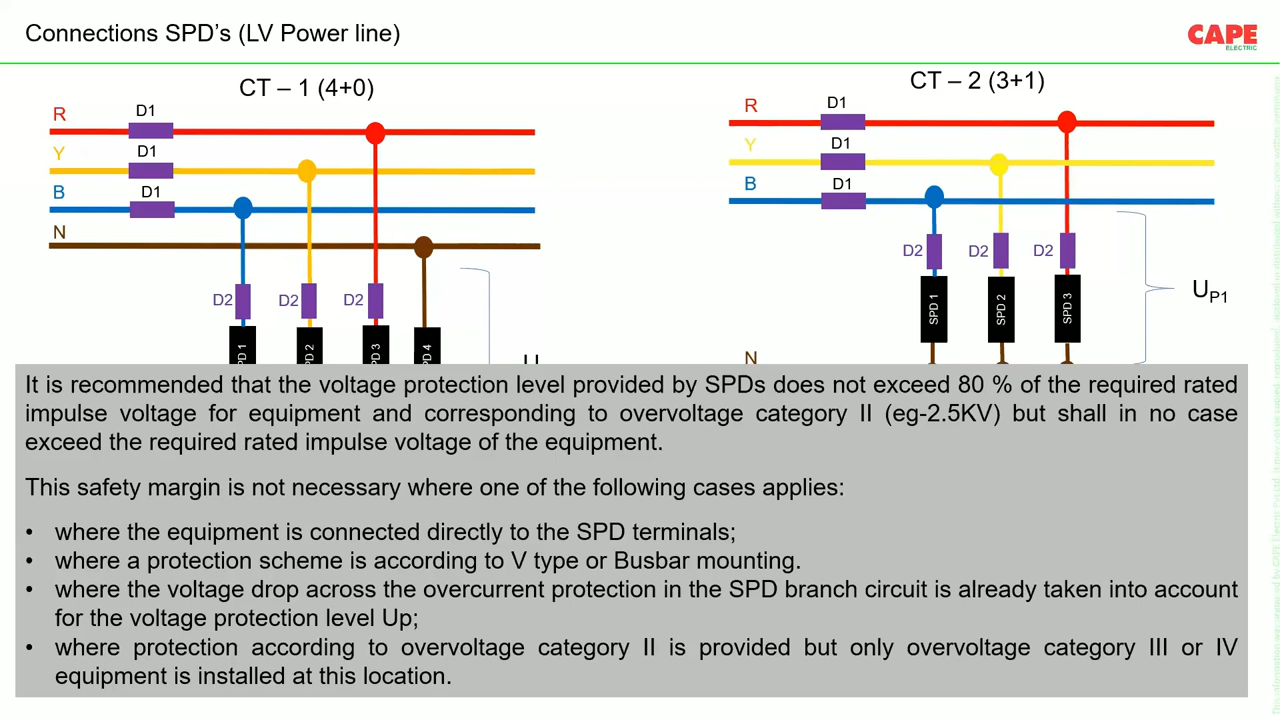 Connections SPD's (LV Power line)
CAPE
ELECTRIC
CT – 1 (4+0)
R
D1
Y
D1
B
D1
N
D2
D2
D2
PD 1
PD 2
PD 3
SPD 4
CT – 2 (3+1)
R
D1
Y
D1
B
D1
D2
D2
D2
SPD 1
SPD 2
SPD 3
UP1
N
It is recommended that the voltage protection level provided by SPDs does not exceed 80 % of the required rated
impulse voltage for equipment and corresponding to overvoltage category II (eg-2.5KV) but shall in no case
exceed the required rated impulse voltage of the equipment.
This safety margin is not necessary where one of the following cases applies:
• where the equipment is connected directly to the SPD terminals;
• where a protection scheme is according to V type or Busbar mounting.
• where the voltage drop across the overcurrent protection in the SPD branch circuit is already taken into account
for the voltage protection level Up;
• where protection according to overvoltage category II is provided but only overvoltage category III or IV
equipment is installed at this location.